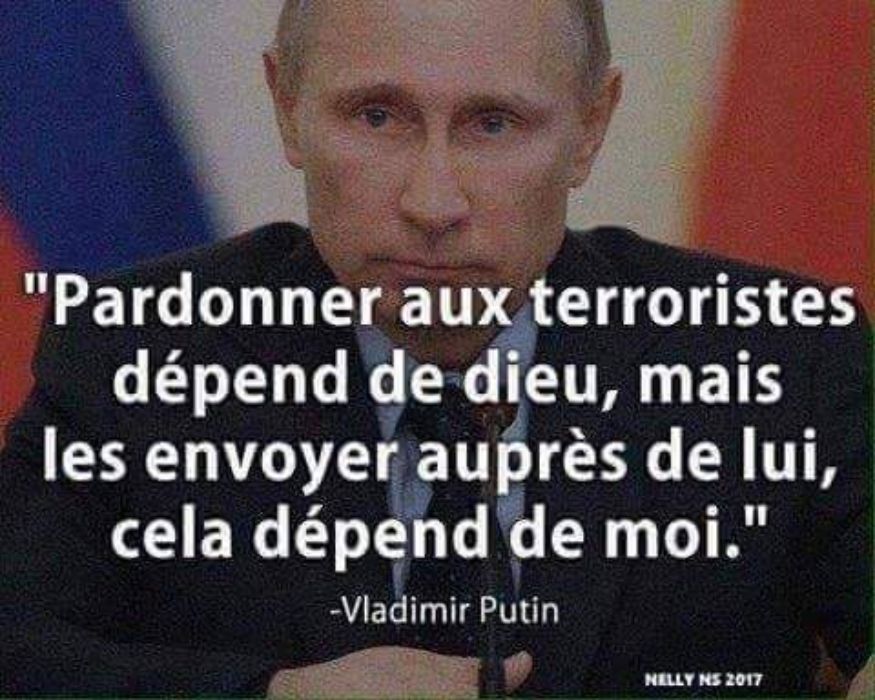 "Pardonner aux terroristes
dépend de dieu, mais
les envoyer auprès de lui,
cela dépend de moi."
-Vladimir Putin
NELLY NS 2017